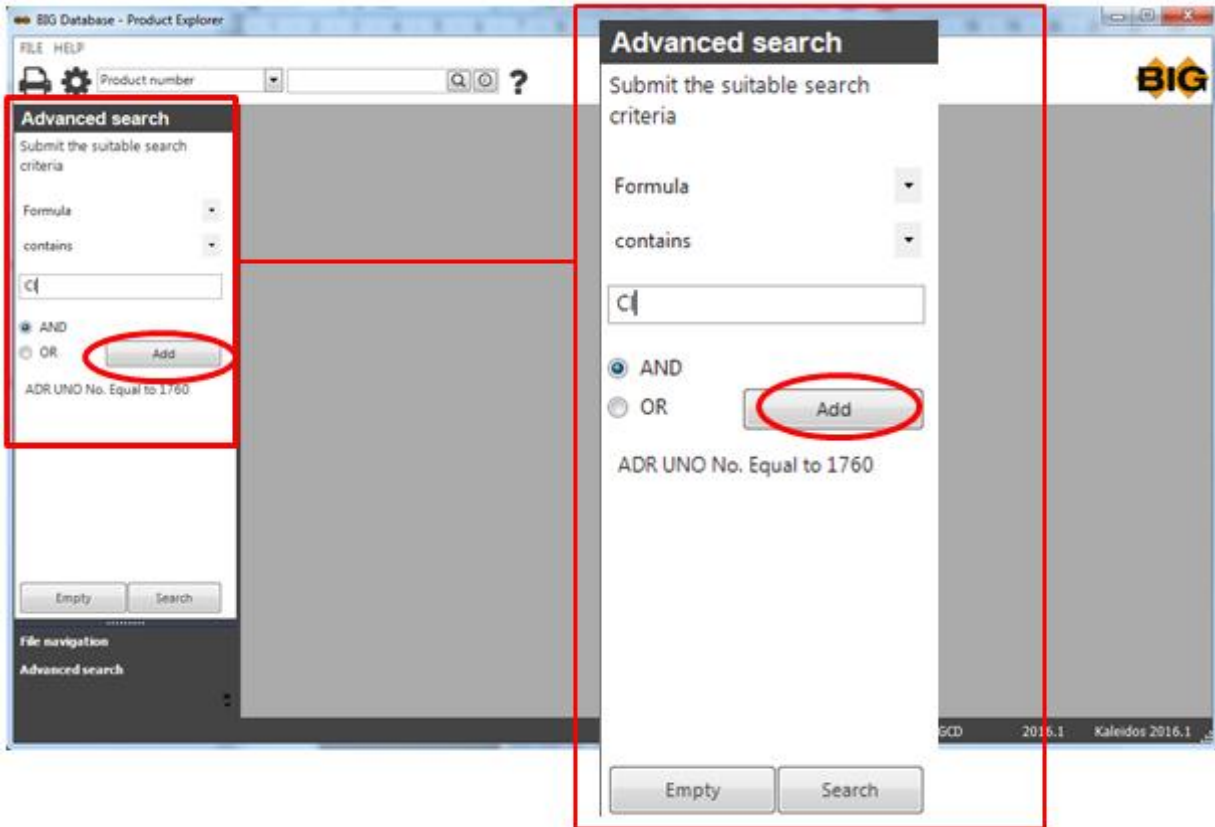 BIG Database - Product Explorer
FILE HELP
Product number
?
BIG
Advanced search
Submit the suitable search
criteria
Formula
contains
Cl
AND
OR
Add
ADR UNO No. Equal to 1760
Empty
Search
File navigation
Advanced search
Advanced search
Submit the suitable search
criteria
Formula
contains
Cl
AND
OR
Add
ADR UNO No. Equal to 1760
Empty
Search
GCD 2016.1 Kaleidos 2016.1